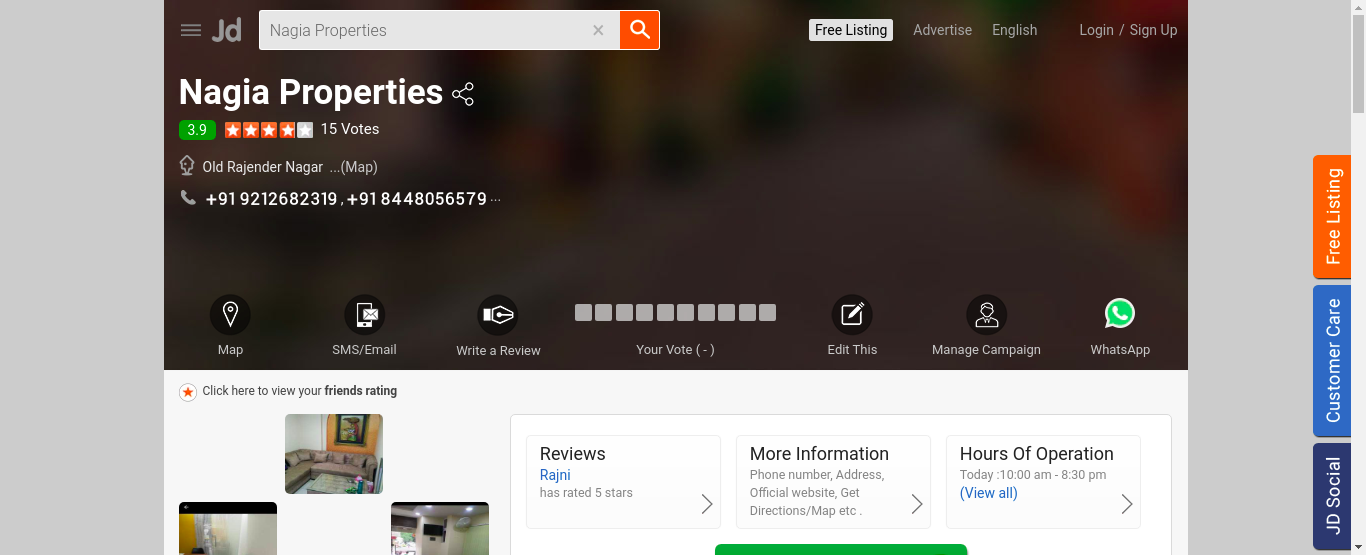 Jd
Nagia Properties
Free Listing
Advertise
English
Login / Sign Up
Nagia Properties
3.9
15 Votes
Old Rajender Nagar ...(Map)
+91 9212682319 , +91 8448056579 ...
Map
SMS/Email
Write a Review
Your Vote ( - )
Edit This
Manage Campaign
WhatsApp
Click here to view your friends rating
Reviews
Rajni
has rated 5 stars
More Information
Phone number, Address,
Official website, Get
Directions/Map etc .
Hours Of Operation
Today :10:00 am - 8:30 pm
(View all)
Free Listing
Customer Care
JD Social